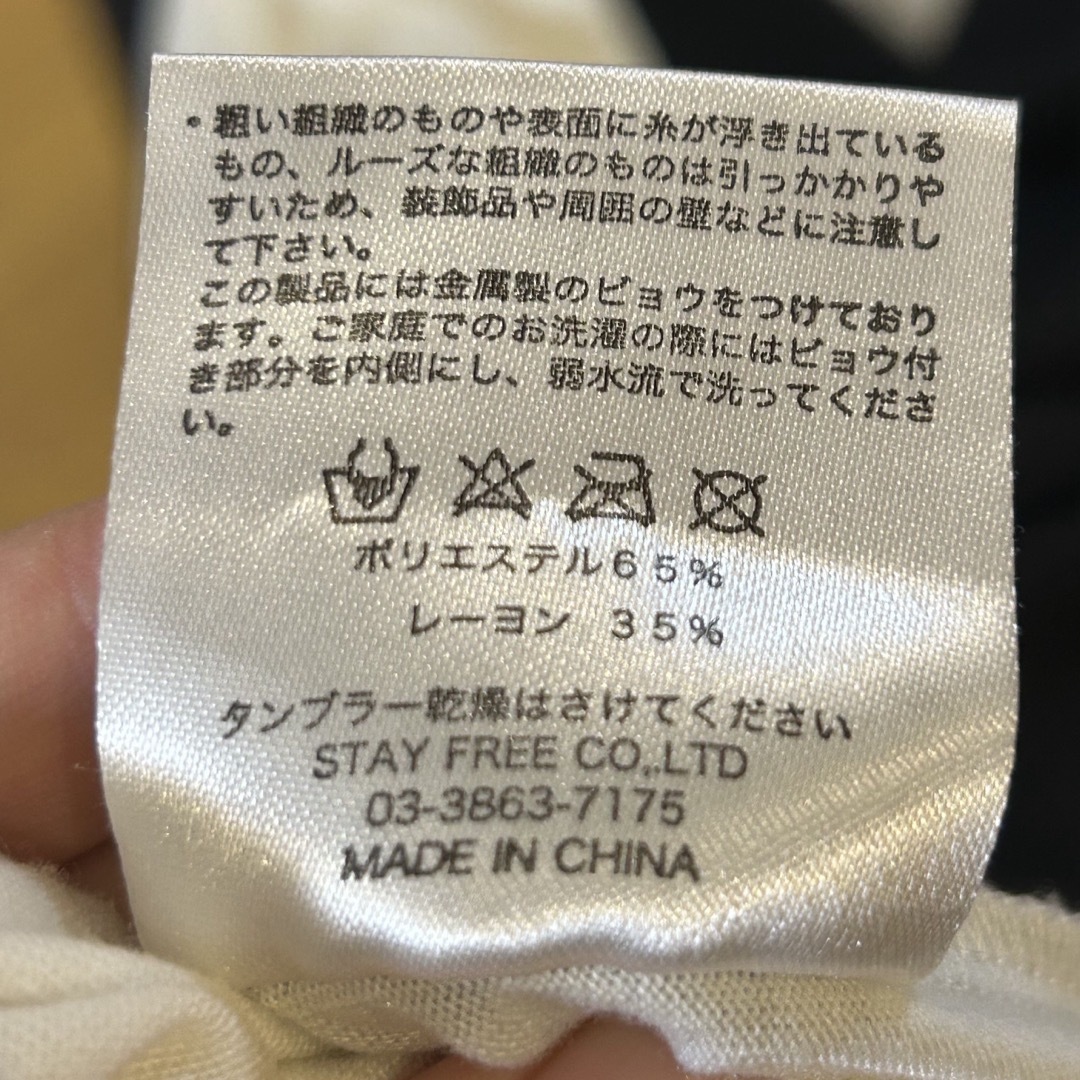 ・粗い組織のものや表面に糸が浮き出ている
もの、ルーズな組織のものは引っかかりや
すいため、装飾品や周囲の壁などに注意し
て下さい。
この製品には金属製のビョウをつけており
ます。ご家庭でのお洗濯の際にはビョウ付
き部分を内側にし、弱水流で洗ってくださ
い。
ポリエステル65%
レーヨン 35%
タンブラー乾燥はさけてください
STAY FREE CO,.LTD
03-3863-7175
MADE IN CHINA